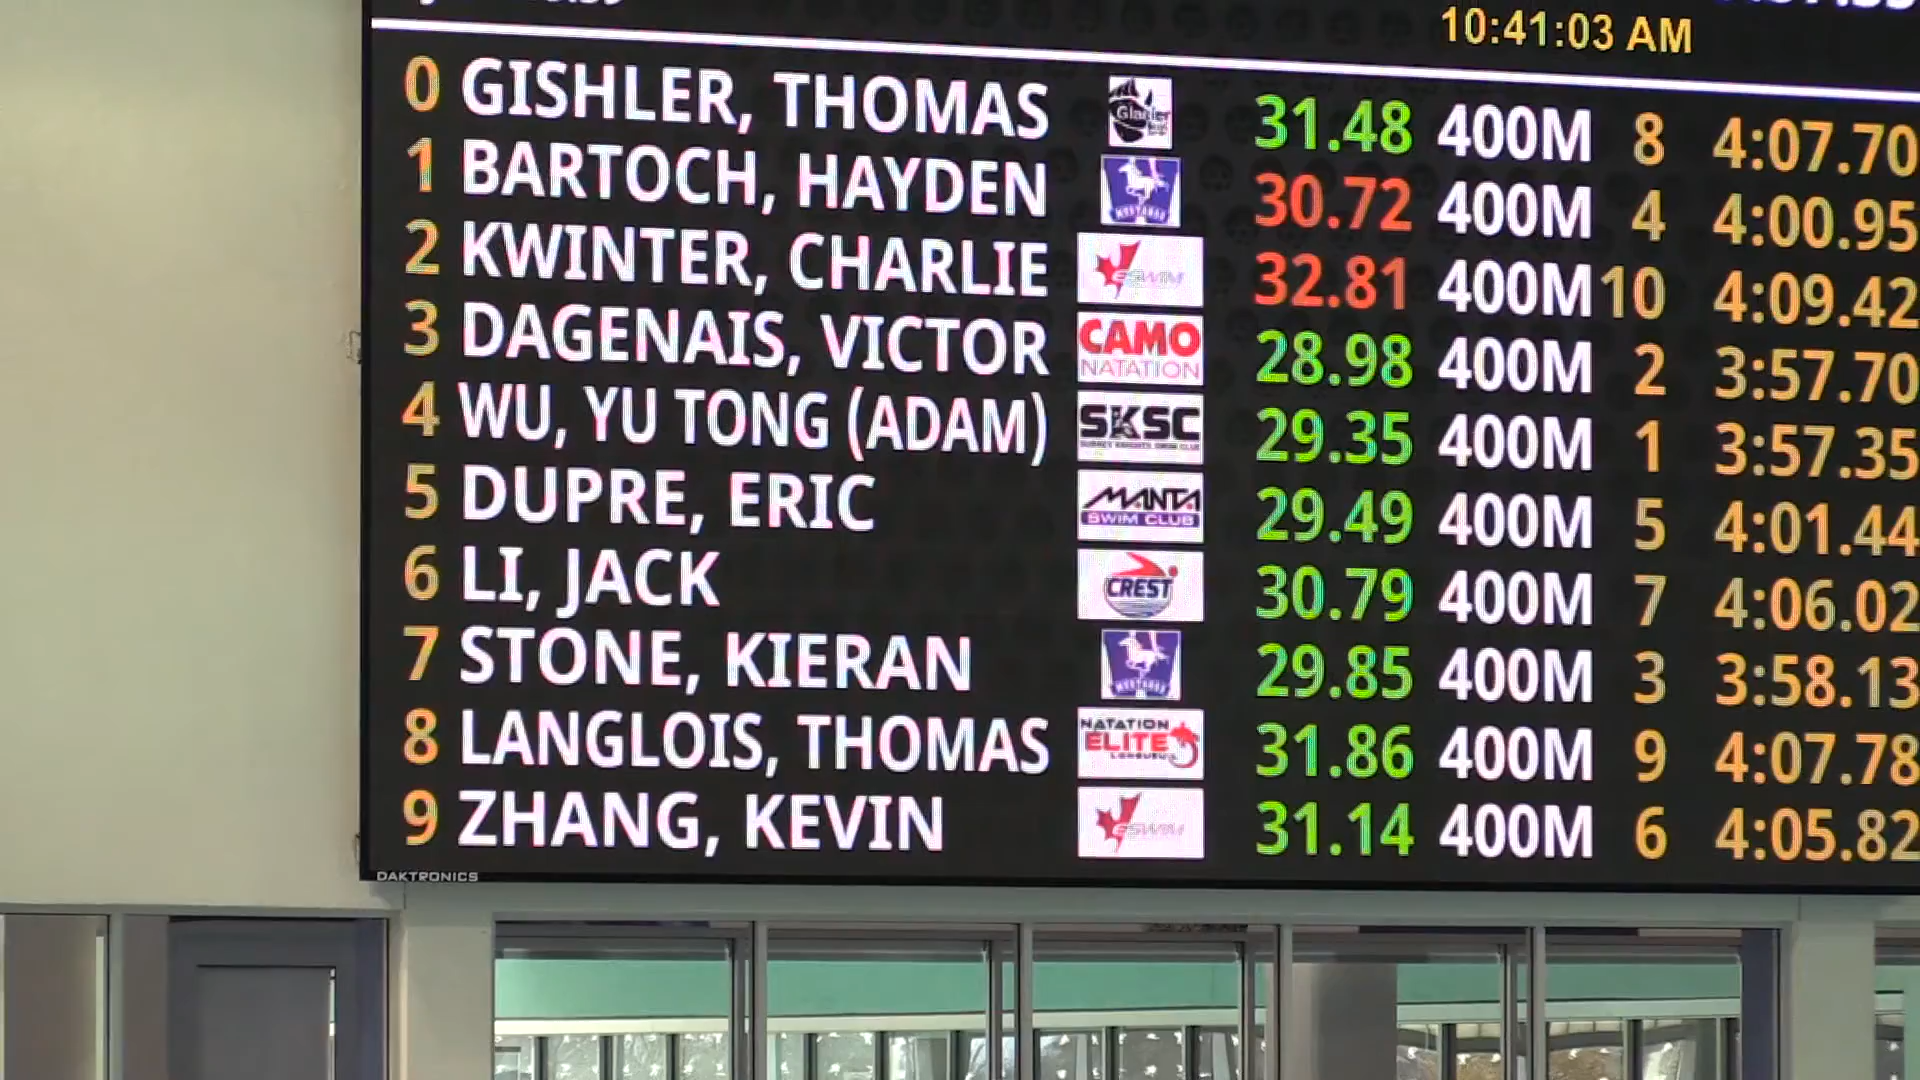 10:41:03 AM
0 GISHLER, THOMAS Glacier 31.48 400M 8 4:07.70
1 BARTOCH, HAYDEN MUSTANGS 30.72 400M 4 4:00.95
2 KWINTER, CHARLIE ESWIM 32.81 400M 10 4:09.42
3 DAGENAIS, VICTOR CAMO NATATION 28.98 400M 2 3:57.70
4 WU, YU TONG (ADAM) SKSC 29.35 400M 1 3:57.35
5 DUPRE, ERIC MANTA SWIM CLUB 29.49 400M 5 4:01.44
6 LI, JACK CREST 30.79 400M 7 4:06.02
7 STONE, KIERAN MUSTANGS 29.85 400M 3 3:58.13
8 LANGLOIS, THOMAS NATATION ELITE 31.86 400M 9 4:07.78
9 ZHANG, KEVIN ESWIM 31.14 400M 6 4:05.82
DAKTRONICS